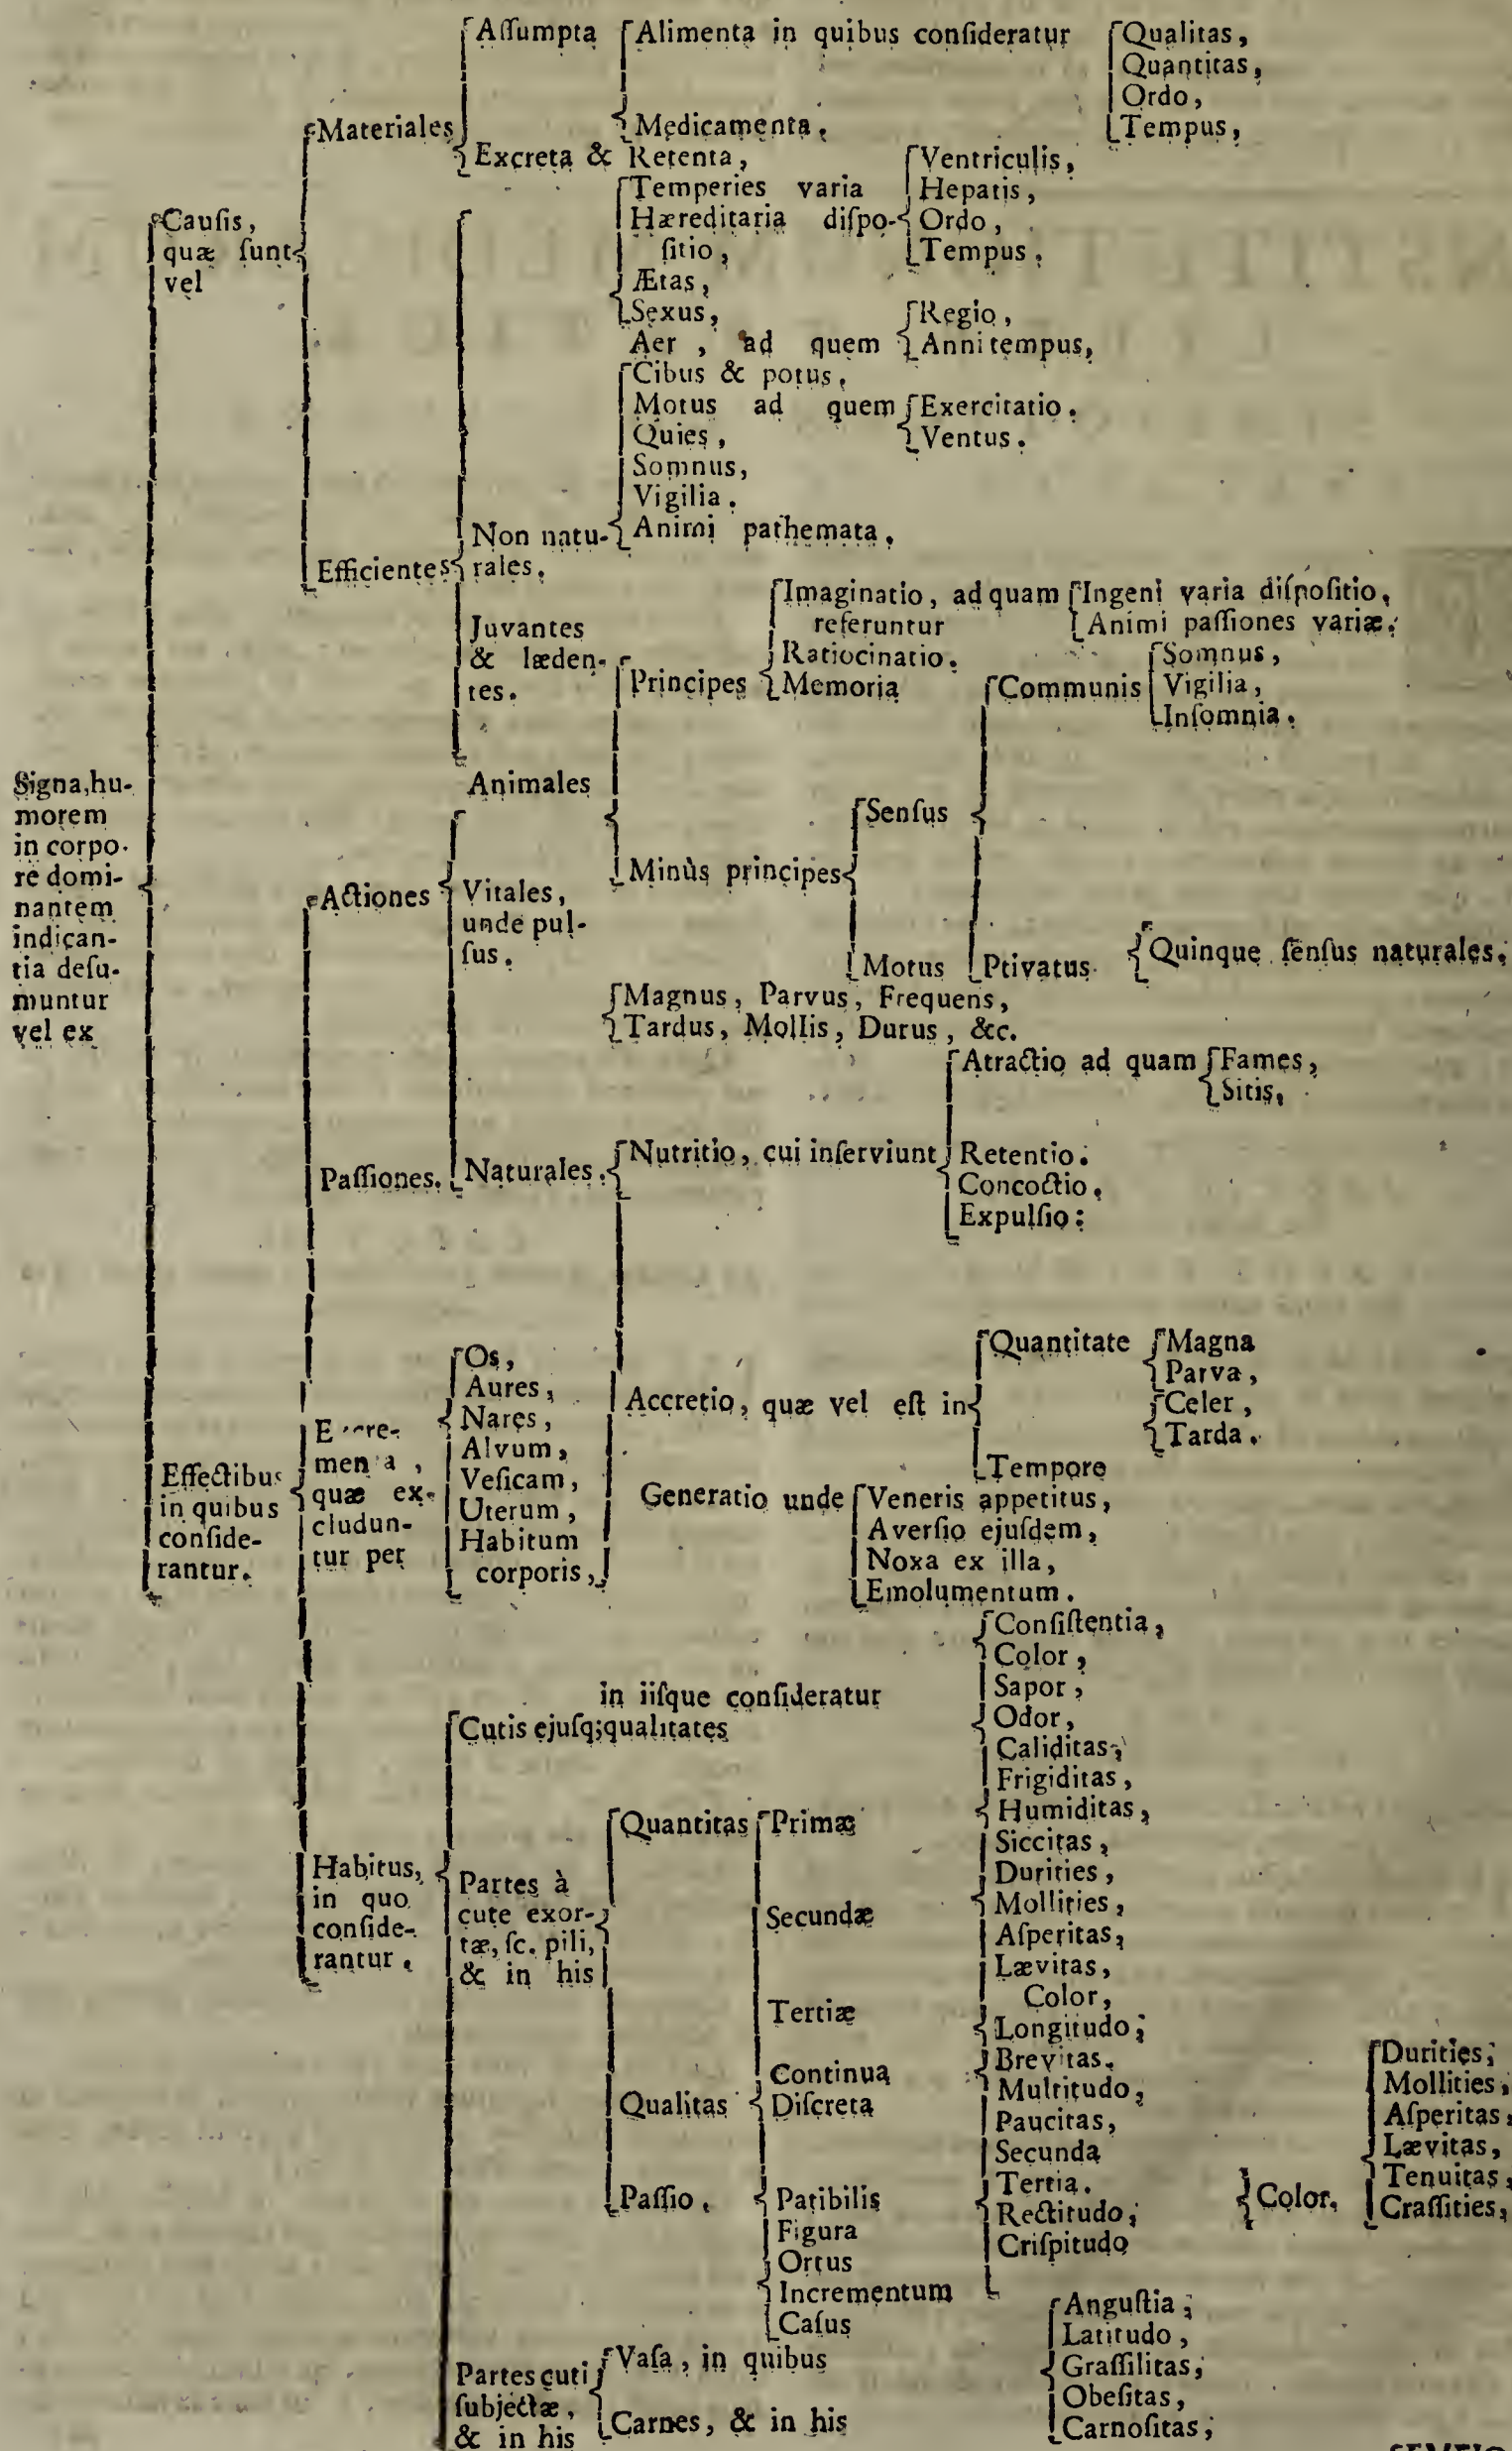 Aſſumpta Alimenta in quibus conſideratur Qualitas,
Quantitas,
Ordo,
Materiales Medicamenta, Tempus,
Excreta & Retenta, Ventriculis,
Temperies varia Hepatis,
Cauſis, Hæreditaria diſpo- Ordo,
quæ ſunt ſitio, Tempus.
vel Ætas,
Sexus, Regio,
Aer, ad quem Anni tempus,
Cibus & potus,
Motus ad quem Exercitatio.
Quies, Ventus.
Somnus,
Vigilia.
Non natu- Animi pathemata,
Efficientes rales,
Imaginatio, ad quam Ingeni varia diſpoſitio,
Juvantes referuntur Animi paſſiones variæ.
& læden- Ratiocinatio. Somnus,
tes. Principes Memoria Communis Vigilia,
Inſomnia.
Signa, hu- Animales
morem Senſus
in corpo-
re domi- Minùs principes
nantem Actiones Vitales,
indican- unde pul-
tia deſu- ſus. Motus Ptivatus Quinque ſenſus naturales,
muntur Magnus, Parvus, Frequens,
vel ex Tardus, Mollis, Durus, &c.
Atractio ad quam Fames,
Sitis,
Nutritio, cui inſerviunt Retentio.
Paſſiones. Naturales. Concoctio,
Expulſio:
Os, Quantitate Magna
Aures, Parva,
Nares, Accretio, quæ vel eſt in Celer,
Alvum, Tarda.
Effectibus men a, Veſicam, Tempore
in quibus quæ ex- Uterum, Generatio unde Veneris appetitus,
conſide- cludun- Habitum Averſio ejuſdem,
rantur. tur per corporis, Noxa ex illa,
Emolumentum.
Conſiſtentia,
Color,
in iiſque conſideratur Sapor,
Cutis ejuſq; qualitates Odor,
Caliditas,
Frigiditas,
Quantitas Primæ Humiditas,
Siccitas,
Habitus, Partes à Durities,
in quo cute exor- Secundæ Mollities,
conſide- tæ, ſc. pili, Aſperitas,
rantur. & in his Lævitas,
Color,
Tertiæ Longitudo,
Continua Brevitas. Durities,
Qualitas Diſcreta Multitudo, Mollities,
Paucitas, Aſperitas,
Secunda Lævitas,
Tertia. Tenuitas,
Paſſio, Patibilis Rectitudo, Color. Craſſities,
Figura Criſpitudo
Ortus
Incrementum Anguſtia,
Caſus Latitudo,
Partes cuti Vaſa, in quibus Graſſilitas,
ſubjectæ, Obeſitas,
& in his Carnes, & in his Carnoſitas,